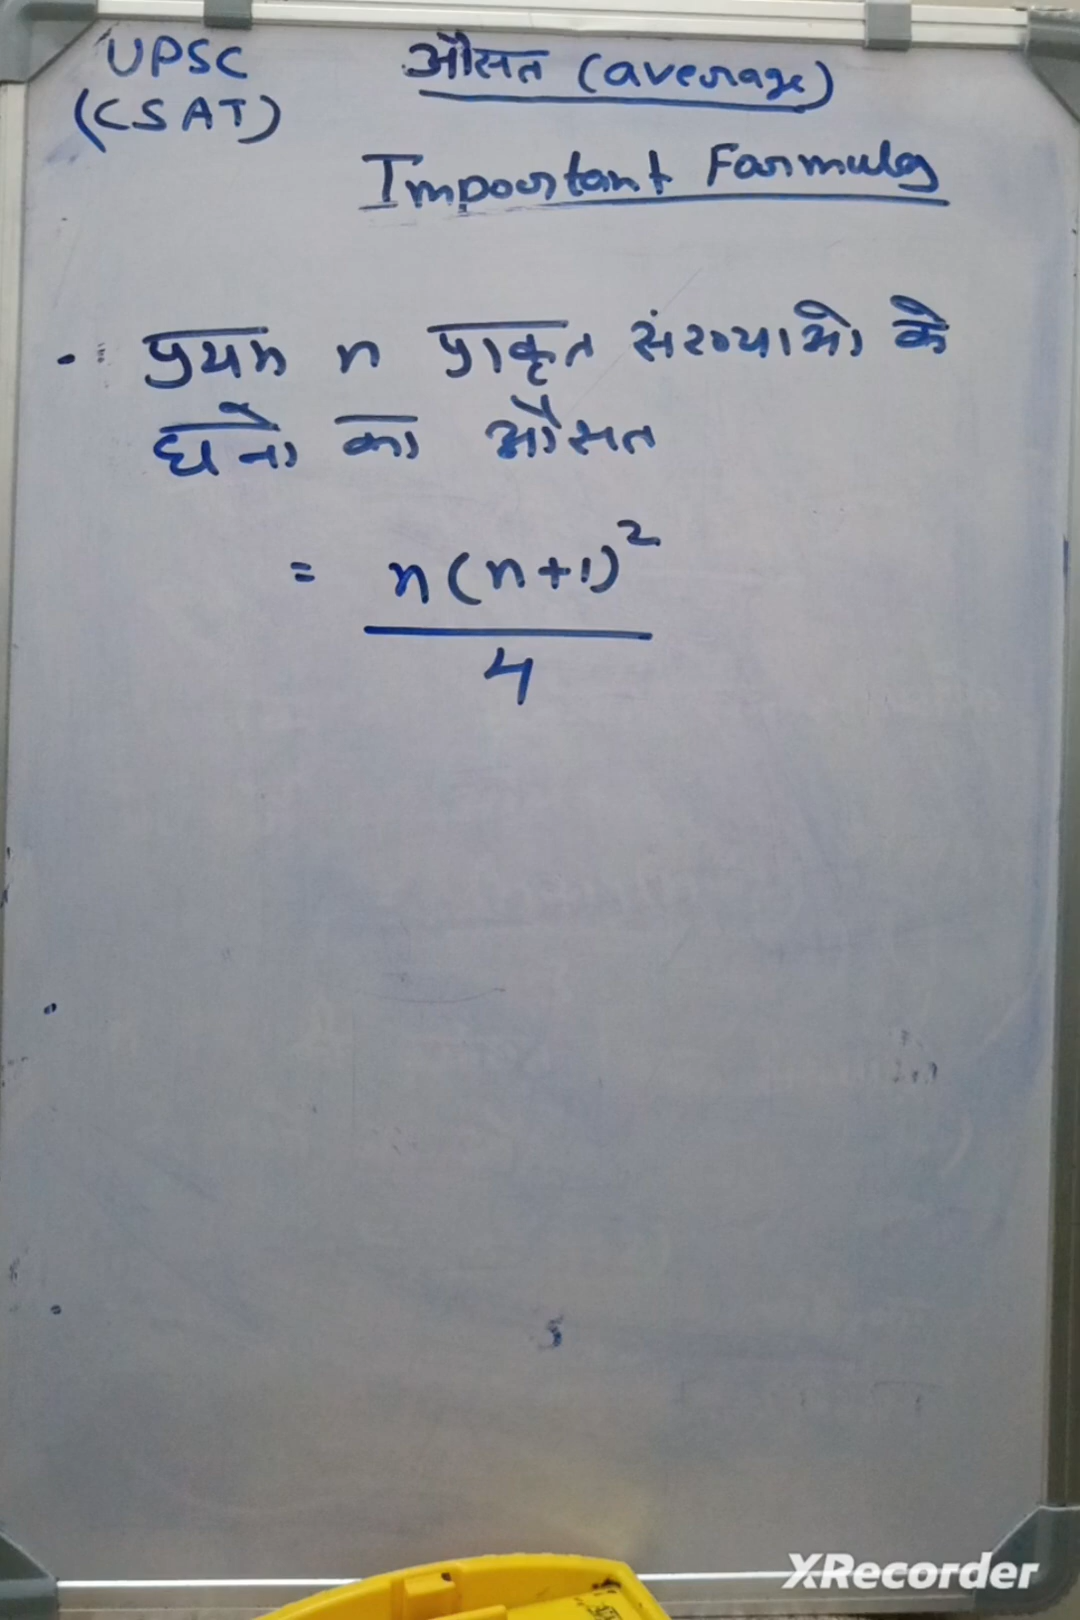 UPSC
(CSAT)
औसत (average)
Important Formula
प्रथम n प्राकृत संख्याओ के
घनो का औसत
= n(n+1)²
4
XRecorder